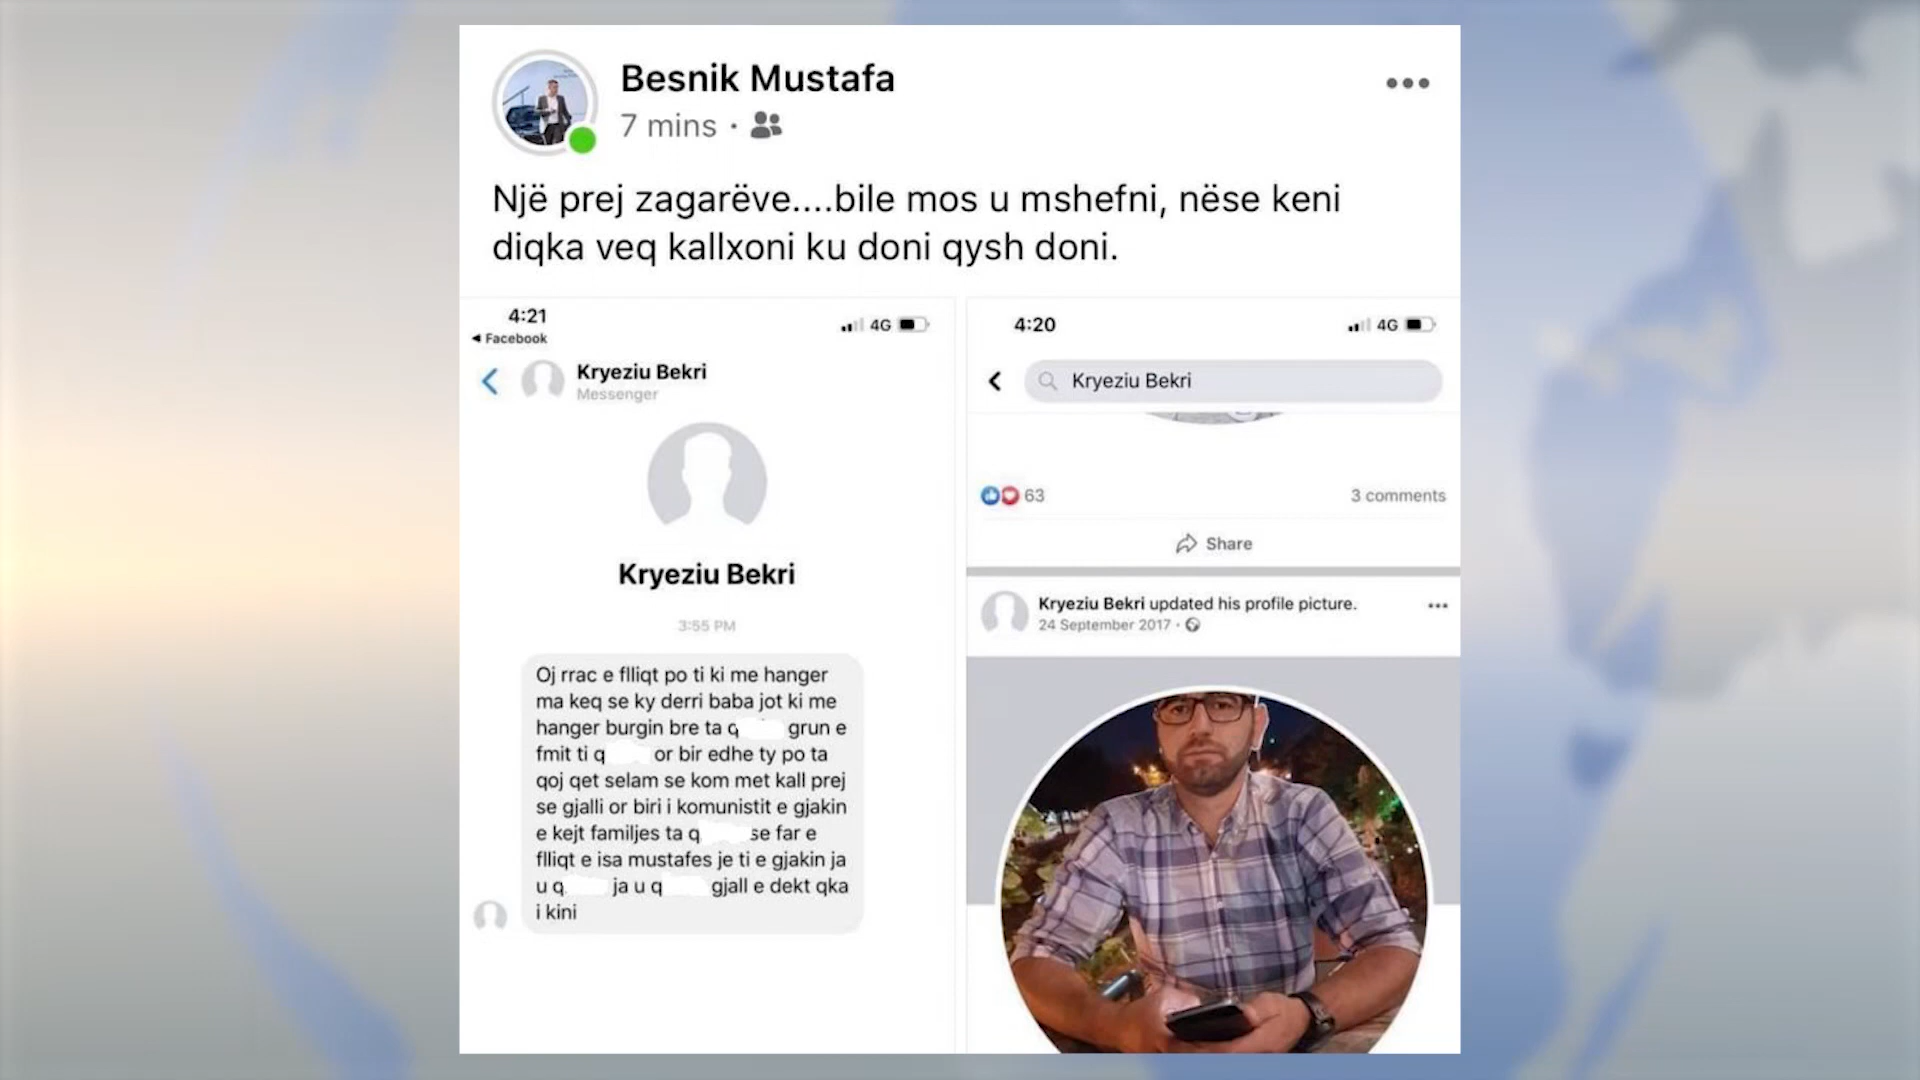 Besnik Mustafa
7 mins ·
Një prej zagarëve....bile mos u mshefni, nëse keni
diqka veq kallxoni ku doni qysh doni.
4:21
4G
◄ Facebook
Kryeziu Bekri
Messenger
Kryeziu Bekri
3:55 PM
Oj rrac e flliqt po ti ki me hanger
ma keq se ky derri baba jot ki me
hanger burgin bre ta q grun e
fmit ti q or bir edhe ty po ta
qoj qet selam se kom met kall prej
se gjalli or biri i komunistit e gjakin
e kejt familjes ta q se far e
flliqt e isa mustafes je ti e gjakin ja
u q ja u q gjall e dekt qka
i kini
4:20
4G
Kryeziu Bekri
63
3 comments
Share
Kryeziu Bekri updated his profile picture.
24 September 2017 ·